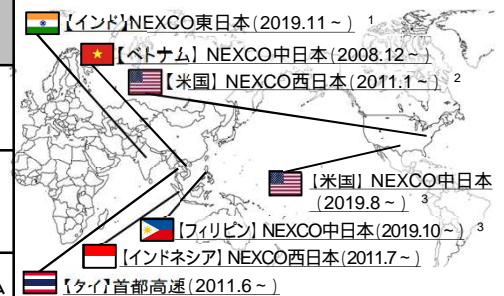 【インド】NEXCO東日本(2019.11~) 1
【ベトナム】NEXCO中日本(2008.12~)
【米国】NEXCO西日本(2011.1~) 2
【米国】NEXCO中日本
(2019.8~) 3
【フィリピン】NEXCO中日本(2019.10~) 3
【インドネシア】NEXCO西日本(2011.7~)
【タイ】首都高速(2011.6~)